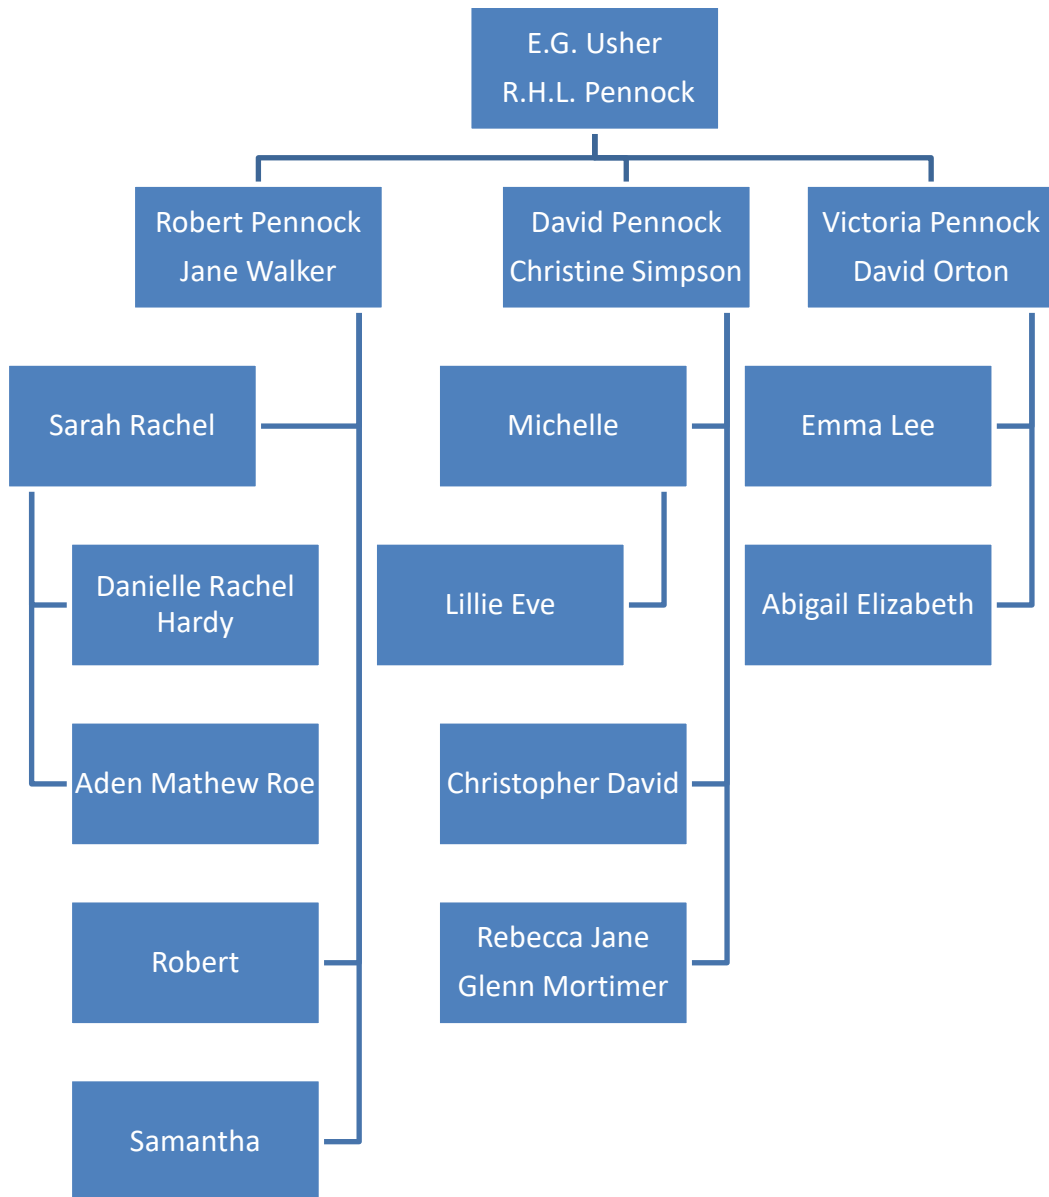 E.G. Usher
R.H.L. Pennock
Robert Pennock
Jane Walker
David Pennock
Christine Simpson
Victoria Pennock
David Orton
Sarah Rachel
Michelle
Emma Lee
Danielle Rachel
Hardy
Lillie Eve
Abigail Elizabeth
Aden Mathew Roe
Christopher David
Robert
Rebecca Jane
Glenn Mortimer
Samantha